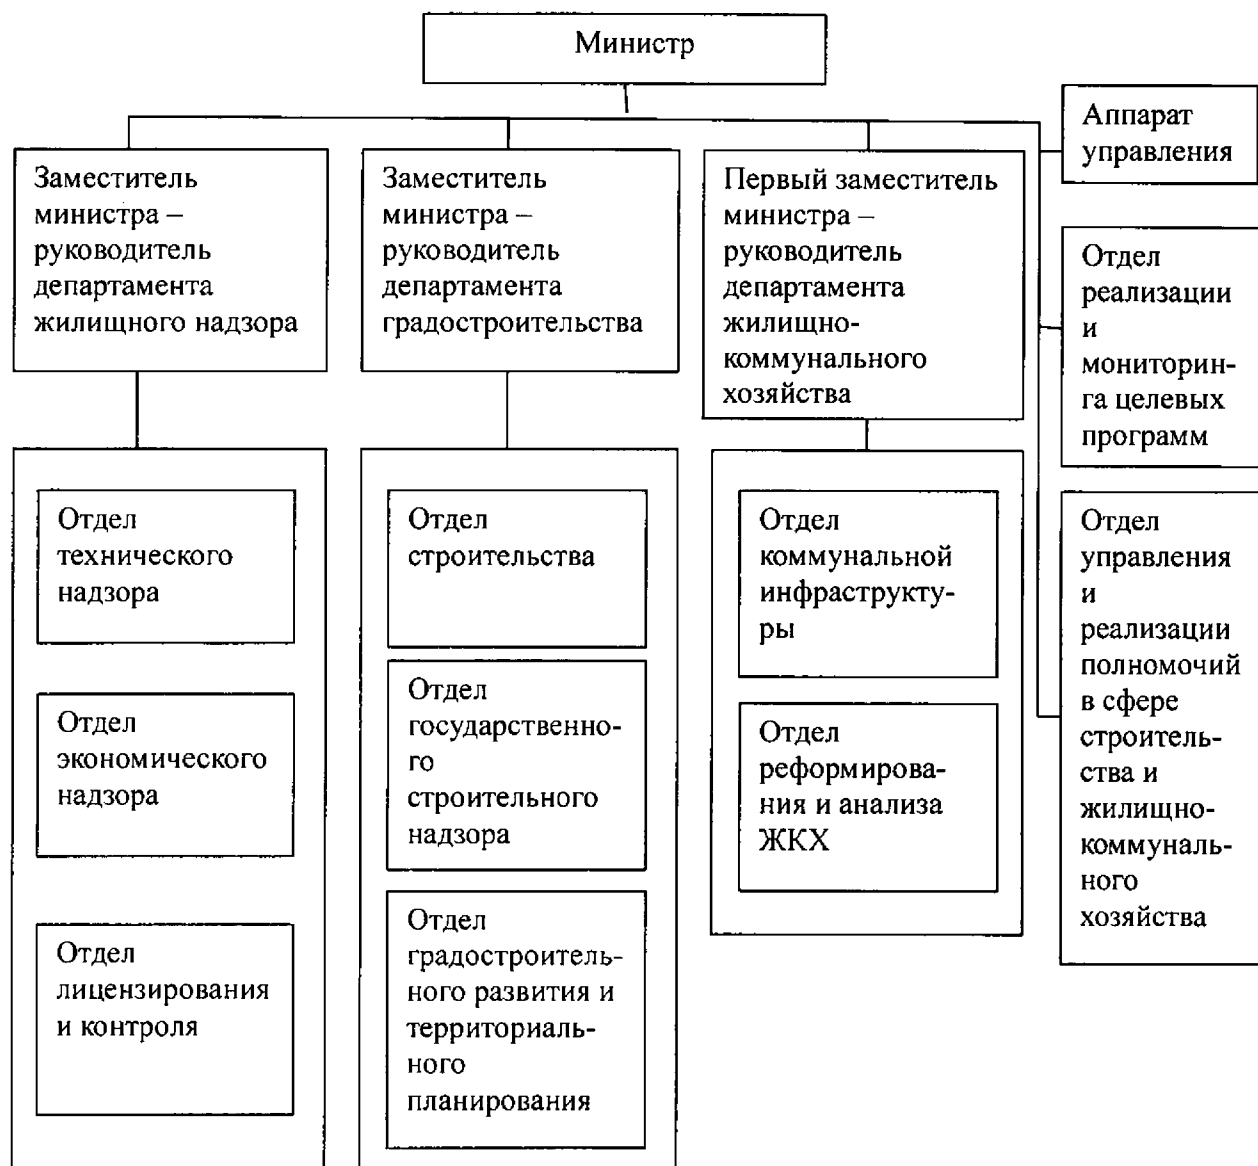 Министр
Аппарат
управления
Заместитель
министра –
руководитель
департамента
жилищного надзора
Заместитель
министра –
руководитель
департамента
градостроительства
Первый заместитель
министра –
руководитель
департамента
жилищно-
коммунального
хозяйства
Отдел
реализации
и
мониторин-
га целевых
программ
Отдел
технического
надзора
Отдел
экономического
надзора
Отдел
лицензирования
и контроля
Отдел
строительства
Отдел
государственно-
го
строительного
надзора
Отдел
градостроитель-
ного развития и
территориаль-
ного
планирования
Отдел
коммунальной
инфраструкту-
ры
Отдел
реформирова-
ния и анализа
ЖКХ
Отдел
управления
и
реализации
полномочий
в сфере
строитель-
ства и
жилищно-
коммуналь-
ного
хозяйства